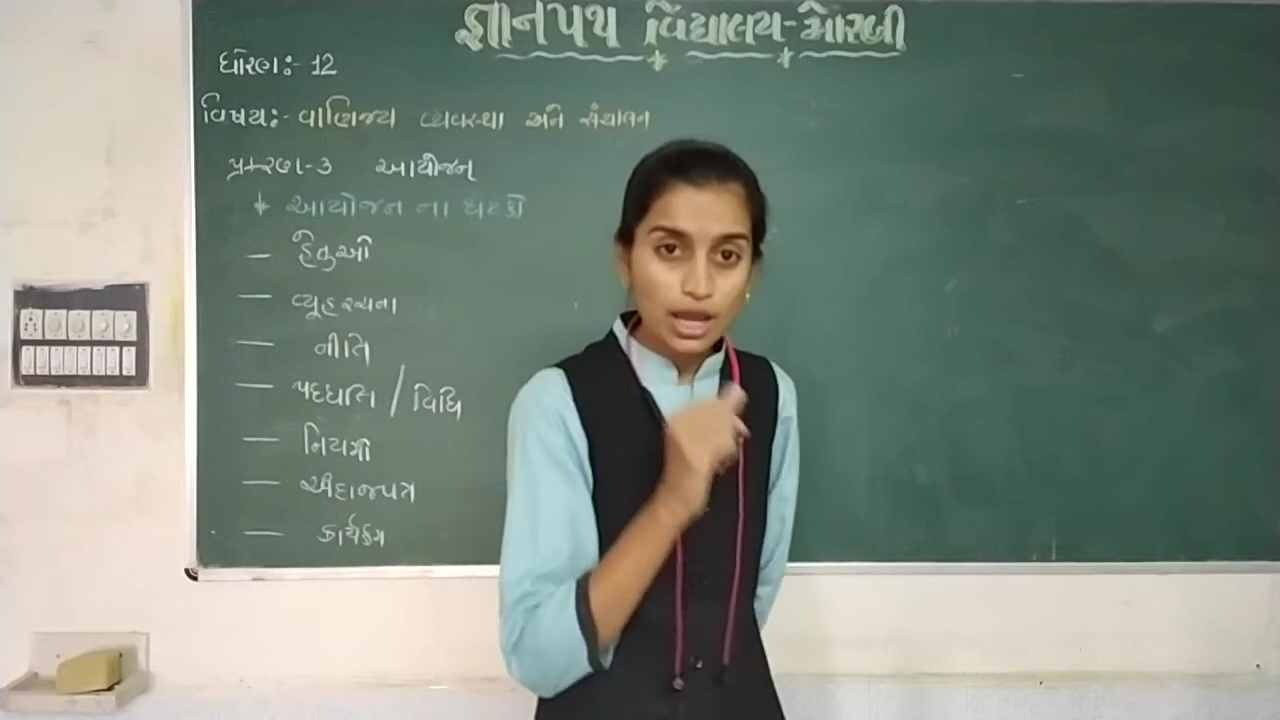 જ્ઞાનપથ વિદ્યાલય-મોરબી
ધોરણ:- 12
વિષય:- વાણિજ્ય વ્યવસ્થા અને સંચાલન
પ્રકરણ-3 આયોજન
* આયોજન ના ઘટકો
— હેતુઓ
— વ્યૂહરચના
— નીતિ
— પદ્ધતિ / વિધિ
— નિયમો
— અંદાજપત્ર
— કાર્યક્રમ